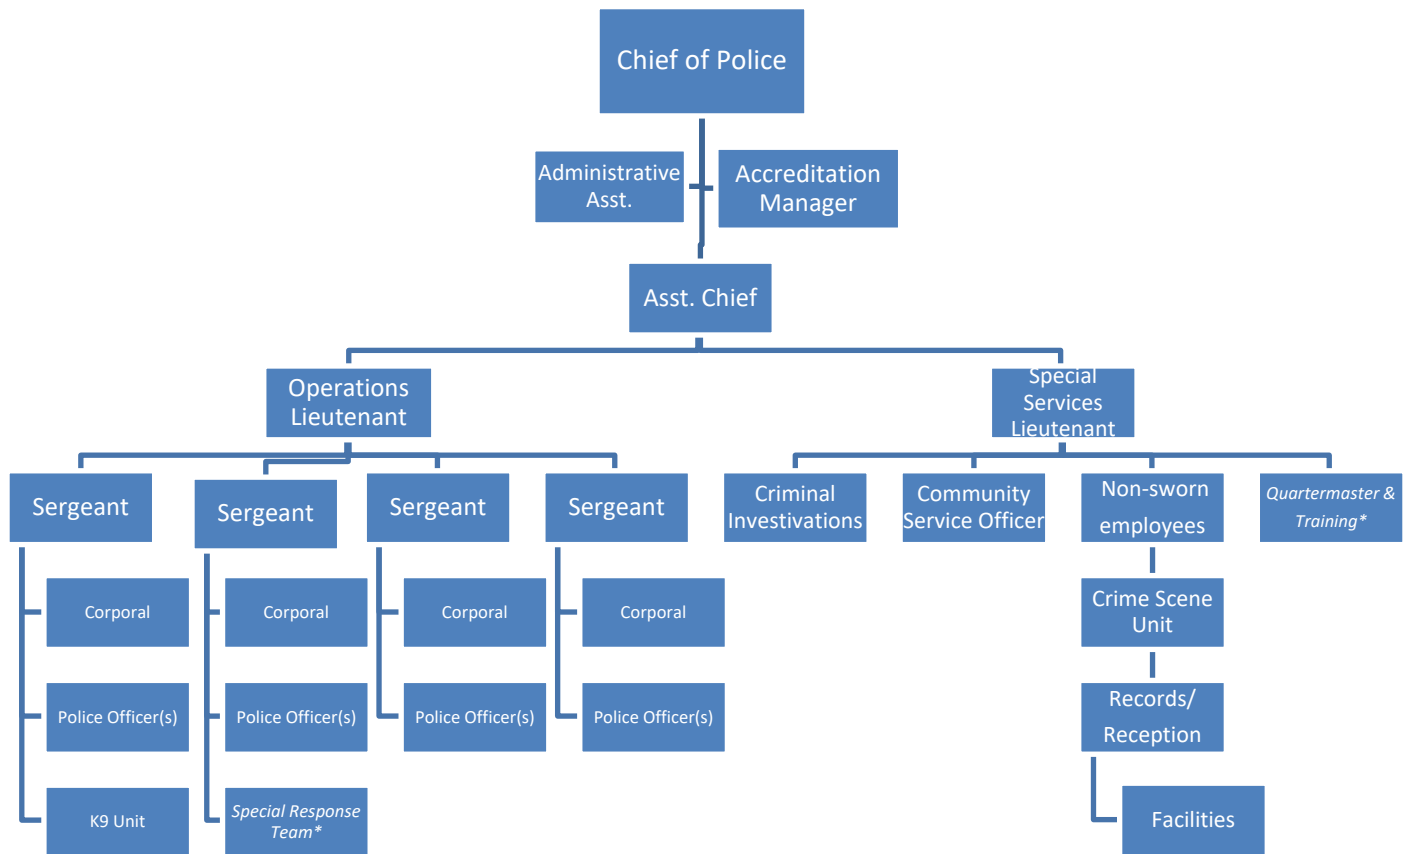 Chief of Police
Administrative
Asst.
Accreditation
Manager
Asst. Chief
Operations
Lieutenant
Special
Services
Lieutenant
Sergeant
Sergeant
Sergeant
Sergeant
Criminal
Investivations
Community
Service Officer
Non-sworn
employees
Quartermaster &
Training*
Corporal
Corporal
Corporal
Corporal
Crime Scene
Unit
Police Officer(s)
Police Officer(s)
Police Officer(s)
Police Officer(s)
Records/
Reception
K9 Unit
Special Response
Team*
Facilities